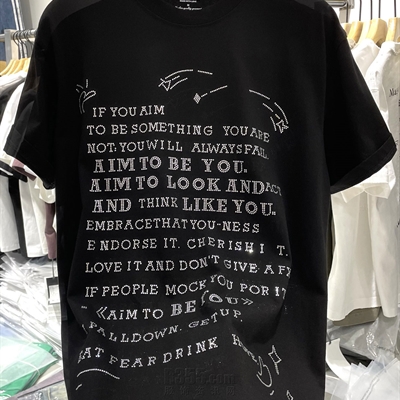 IF YOU AIM
TO BE SOMETHING YOU ARE
NOT. YOU WILL ALWAYS FAIL.
AIM TO BE YOU.
AIM TO LOOK AND ACT
AND THINK LIKE YOU.
EMBRACE THAT YOU-NESS
ENDORSE IT. CHERISH I T.
LOVE IT AND DON'T GIVE A F
IF PEOPLE MOCK YOU FOR IT
《AIM TO BE YOU》
FALL DOWN. GET UP
EAT FEAR DRINK